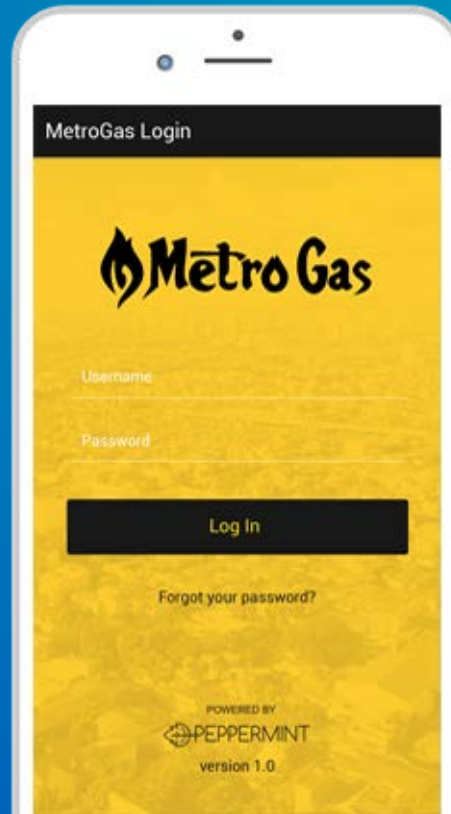 MetroGas Login
Metro Gas
Username
Password
Log In
Forgot your password?
POWERED BY
PEPPERMINT
version 1.0